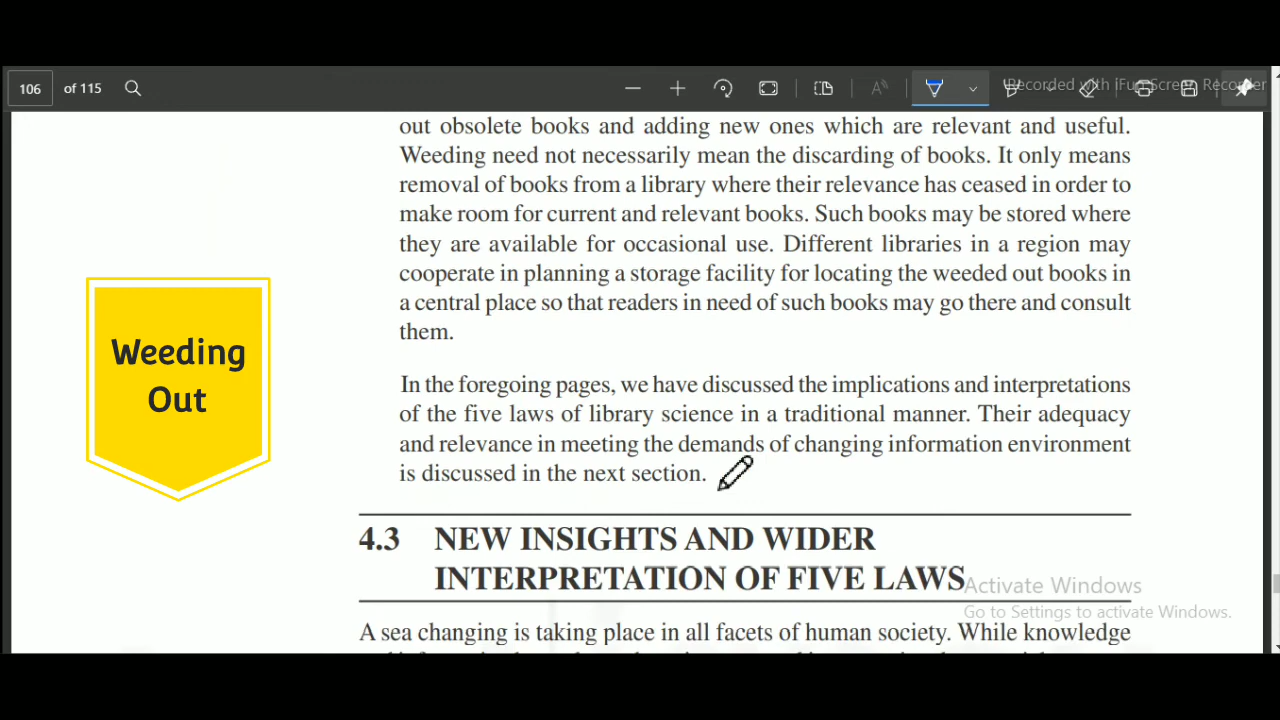 106 of 115
Recorded with iFun Screen Recorder
out obsolete books and adding new ones which are relevant and useful.
Weeding need not necessarily mean the discarding of books. It only means
removal of books from a library where their relevance has ceased in order to
make room for current and relevant books. Such books may be stored where
they are available for occasional use. Different libraries in a region may
cooperate in planning a storage facility for locating the weeded out books in
a central place so that readers in need of such books may go there and consult
them.
Weeding
Out
In the foregoing pages, we have discussed the implications and interpretations
of the five laws of library science in a traditional manner. Their adequacy
and relevance in meeting the demands of changing information environment
is discussed in the next section.
4.3 NEW INSIGHTS AND WIDER
INTERPRETATION OF FIVE LAWS
Activate Windows
Go to Settings to activate Windows.
A sea changing is taking place in all facets of human society. While knowledge